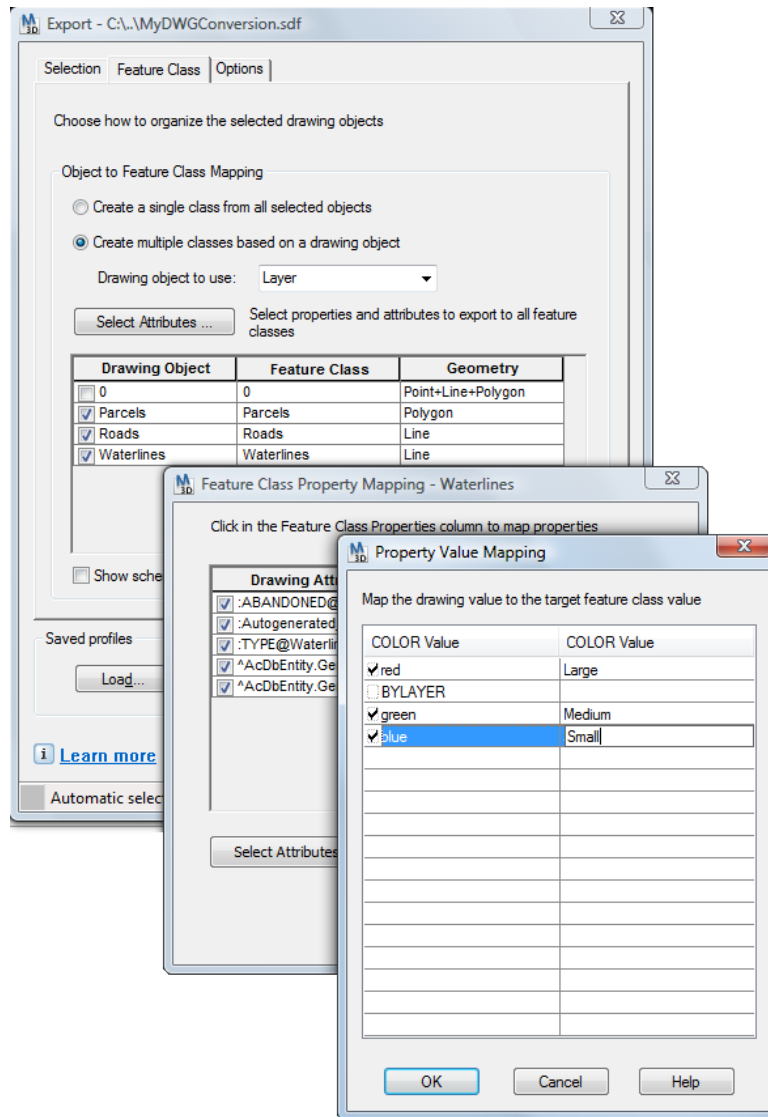 Export - C:\..\MyDWGConversion.sdf
Selection Feature Class Options
Choose how to organize the selected drawing objects
Object to Feature Class Mapping
Create a single class from all selected objects
Create multiple classes based on a drawing object
Drawing object to use: Layer
Select Attributes ... Select properties and attributes to export to all feature
classes
Drawing Object Feature Class Geometry
0 0 Point+Line+Polygon
Parcels Parcels Polygon
Roads Roads Line
Waterlines Waterlines Line
Show sche
Saved profiles
Load...
Learn more
Automatic selec
Feature Class Property Mapping - Waterlines
Click in the Feature Class Properties column to map properties
Drawing Att
:ABANDONED@
:Autogenerated_
:TYPE@Waterlin
^AcDbEntity.Ge
^AcDbEntity.Ge
Select Attributes
Property Value Mapping
Map the drawing value to the target feature class value
COLOR Value COLOR Value
red Large
BYLAYER
green Medium
blue Small
OK Cancel Help